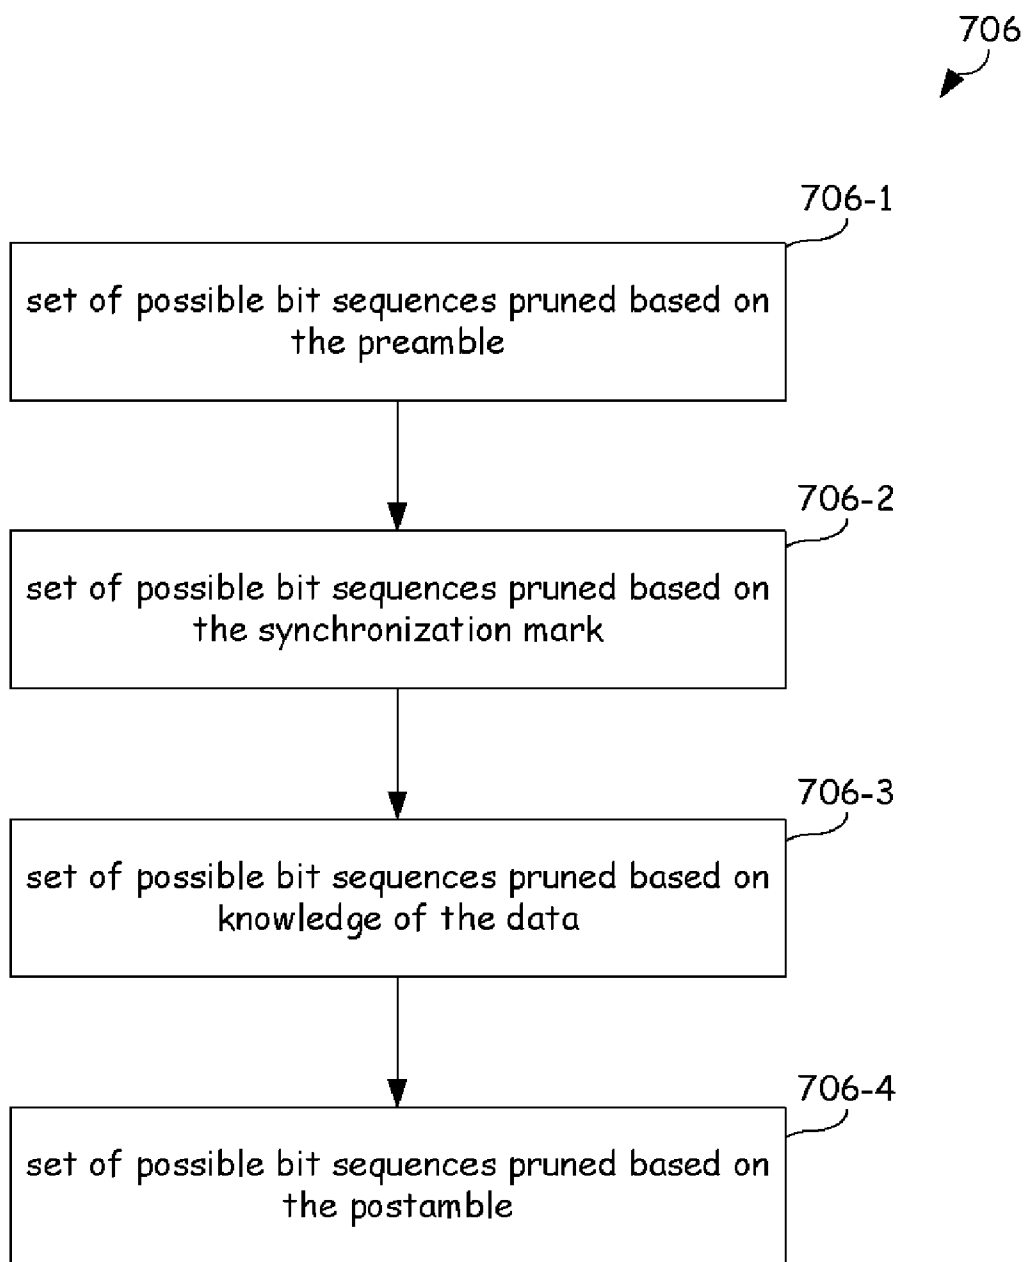 706
706-1
set of possible bit sequences pruned based on
the preamble
706-2
set of possible bit sequences pruned based on
the synchronization mark
706-3
set of possible bit sequences pruned based on
knowledge of the data
706-4
set of possible bit sequences pruned based on
the postamble